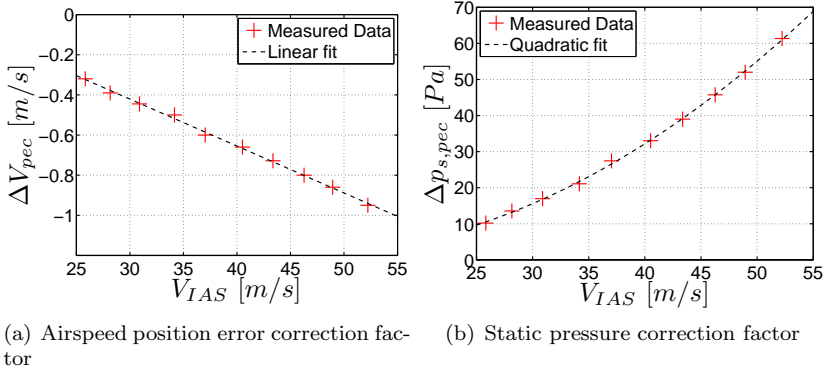 0
−0.2
−0.4
−0.6
−0.8
−1
ΔV_pec [m/s]
Measured Data
Linear fit
25 30 35 40 45 50 55
V_IAS [m/s]
70
60
50
40
30
20
10
0
Δp_s,pec [Pa]
Measured Data
Quadratic fit
25 30 35 40 45 50 55
V_IAS [m/s]
(a) Airspeed position error correction fac-
tor
(b) Static pressure correction factor